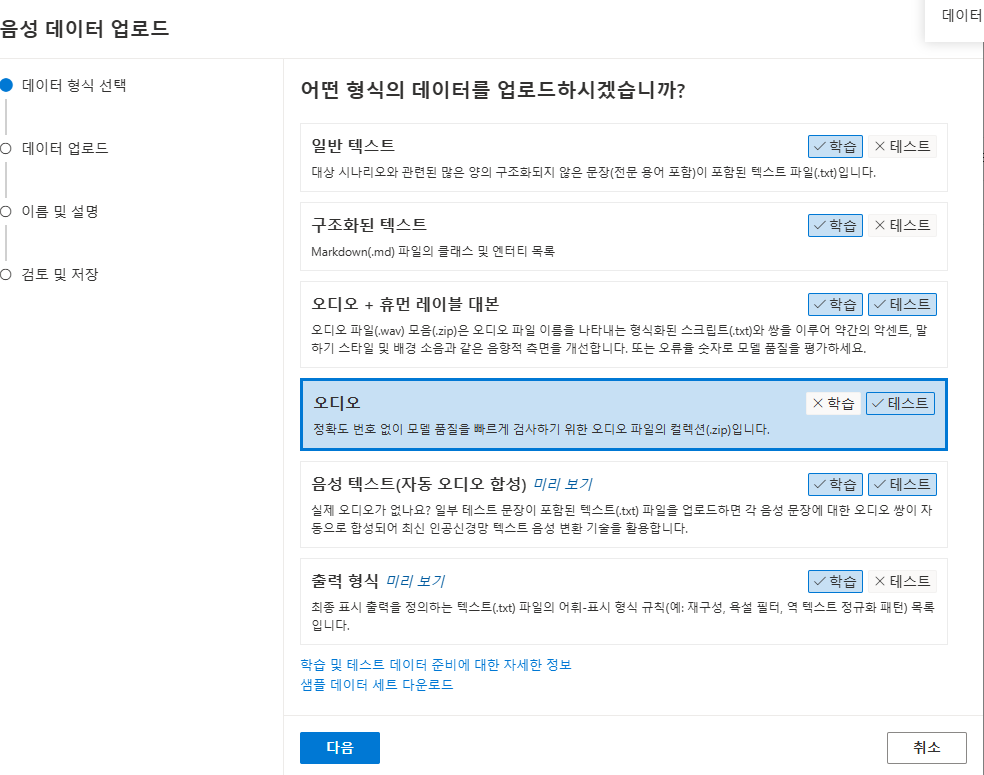 음성 데이터 업로드
데이터
데이터 형식 선택
데이터 업로드
이름 및 설명
검토 및 저장
어떤 형식의 데이터를 업로드하시겠습니까?
일반 텍스트
학습 테스트
대상 시나리오와 관련된 많은 양의 구조화되지 않은 문장(전문 용어 포함)이 포함된 텍스트 파일(.txt)입니다.
구조화된 텍스트
학습 테스트
Markdown(.md) 파일의 클래스 및 엔터티 목록
오디오 + 휴먼 레이블 대본
학습 테스트
오디오 파일(.wav) 모음(.zip)은 오디오 파일 이름을 나타내는 형식화된 스크립트(.txt)와 쌍을 이루어 약간의 악센트, 말
하기 스타일 및 배경 소음과 같은 음향적 측면을 개선합니다. 또는 오류율 숫자로 모델 품질을 평가하세요.
오디오
학습 테스트
정확도 번호 없이 모델 품질을 빠르게 검사하기 위한 오디오 파일의 컬렉션(.zip)입니다.
음성 텍스트(자동 오디오 합성) 미리 보기
학습 테스트
실제 오디오가 없나요? 일부 테스트 문장이 포함된 텍스트(.txt) 파일을 업로드하면 각 음성 문장에 대한 오디오 쌍이 자
동으로 합성되어 최신 인공신경망 텍스트 음성 변환 기술을 활용합니다.
출력 형식 미리 보기
학습 테스트
최종 표시 출력을 정의하는 텍스트(.txt) 파일의 어휘-표시 형식 규칙(예: 재구성, 욕설 필터, 역 텍스트 정규화 패턴) 목록
입니다.
학습 및 테스트 데이터 준비에 대한 자세한 정보
샘플 데이터 세트 다운로드
다음
취소